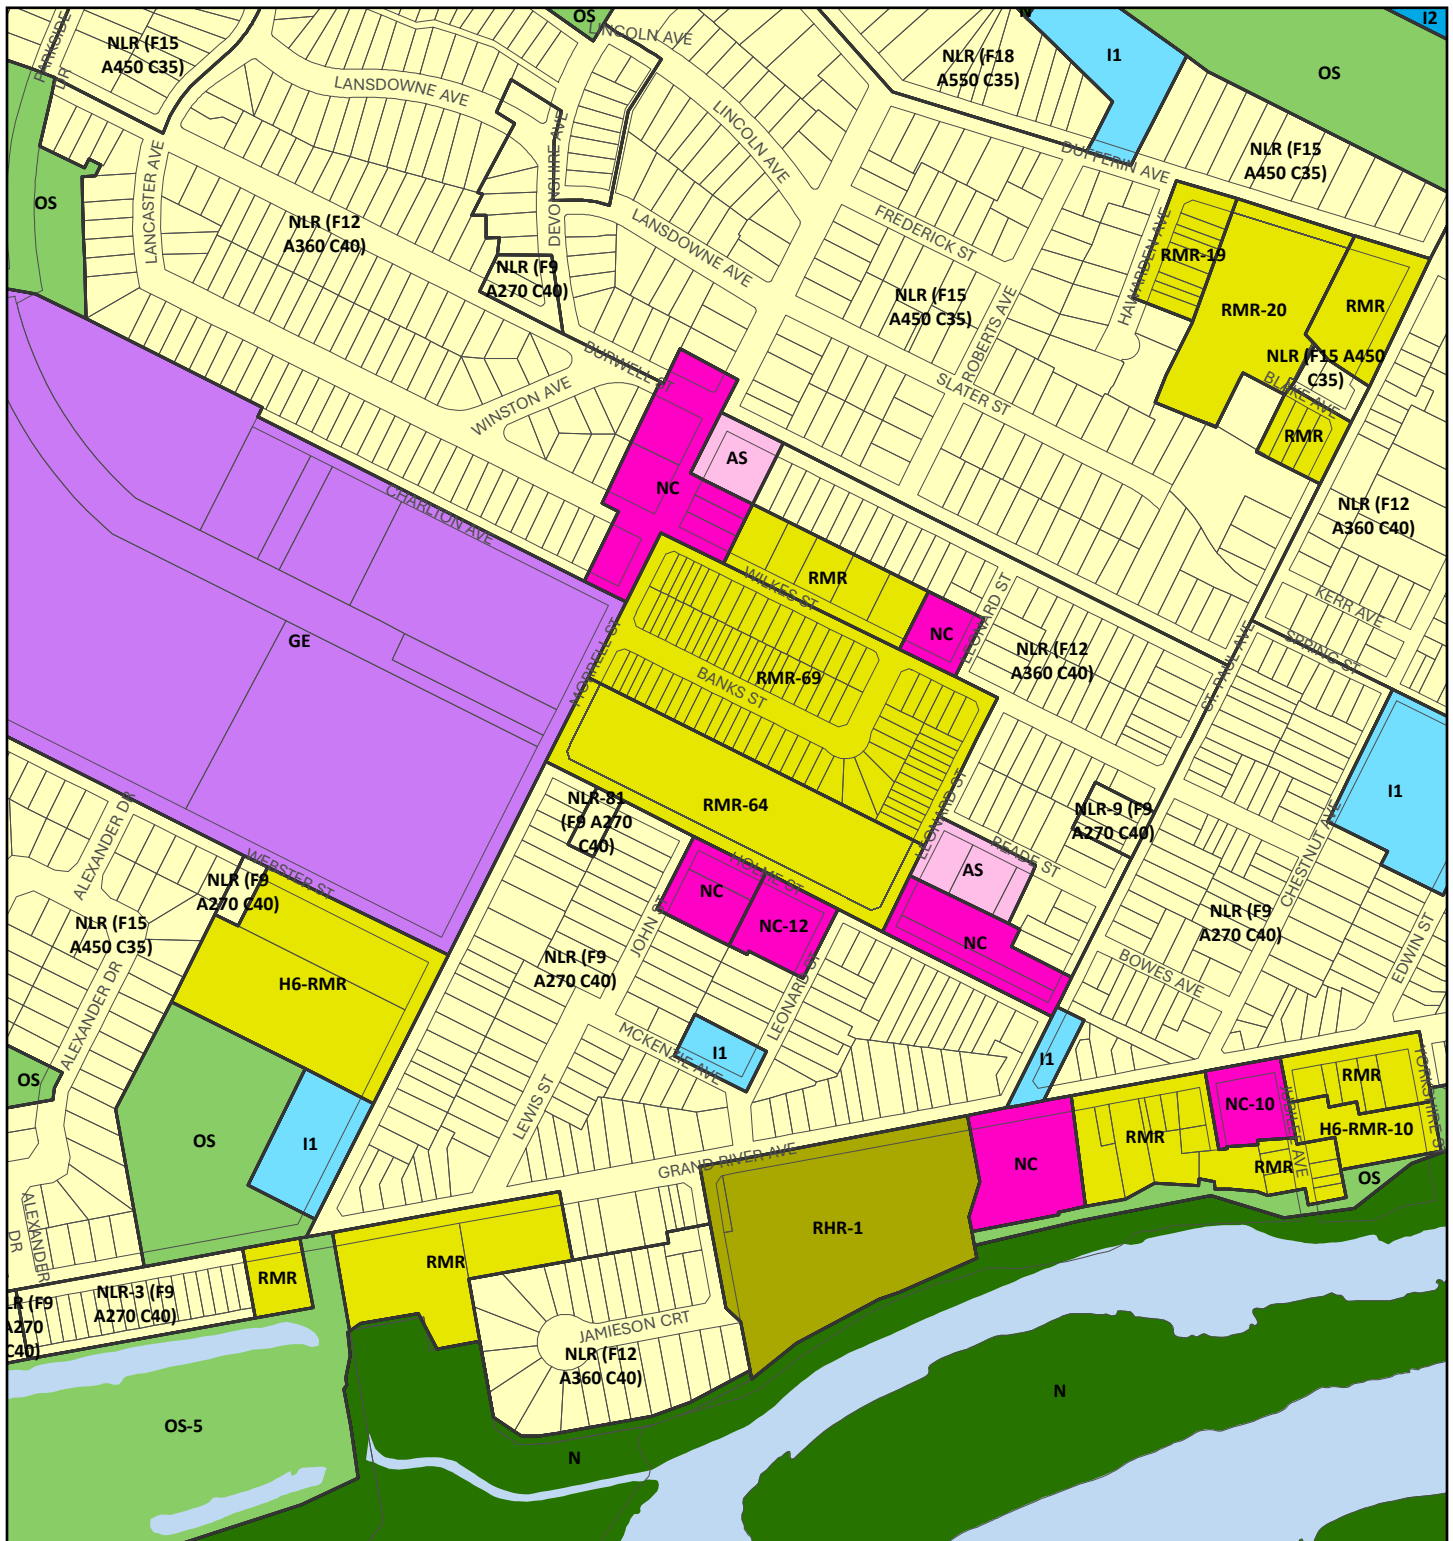 OS
I2
PARKSIDE
DR
NLR (F15
A450 C35)
LINCOLN AVE
NLR (F18
A550 C35)
I1
OS
LANSDOWNE AVE
LINCOLN AVE
DUFFERIN AVE
NLR (F15
A450 C35)
LANCASTER AVE
DEVONSHIRE AVE
OS
NLR (F12
A360 C40)
LANSDOWNE AVE
FREDERICK ST
HAWARDEN AVE
RMR-19
NLR (F9
A270 C40)
NLR (F15
A450 C35)
ROBERTS AVE
RMR-20
RMR
BURWELL ST
NLR (F15 A450
C35)
BLAKE AVE
WINSTON AVE
SLATER ST
RMR
AS
NC
CHARLTON AVE
NLR (F12
A360 C40)
WILKES ST
RMR
LEONARD ST
KERR AVE
NC
SPRING ST
GE
MORRELL ST
NLR (F12
A360 C40)
ST. PAUL AVE
RMR-69
BANKS ST
I1
NLR-81
(F9 A270
C40)
RMR-64
LEONARD ST
NLR-9 (F9
A270 C40)
CHESTNUT AVE
ALEXANDER DR
WEBSTER ST
HOLME ST
READE ST
AS
NLR (F9
A270 C40)
NC
NC-12
NLR (F9
A270 C40)
NLR (F15
A450 C35)
JOHN ST
NC
EDWIN ST
NLR (F9
A270 C40)
BOWES AVE
H6-RMR
ALEXANDER DR
LEONARD ST
MCKENZIE AVE
I1
I1
OS
LEWIS ST
RMR
YORKSHIRE S
NC-10
JUBILEE AVE
H6-RMR-10
OS
I1
RMR
GRAND RIVER AVE
NC
RMR
OS
ALEXANDER
DR
RHR-1
RMR
RMR
NLR-3 (F9
A270 C40)
LR (F9
A270
C40)
JAMIESON CRT
NLR (F12
A360 C40)
N
OS-5
N